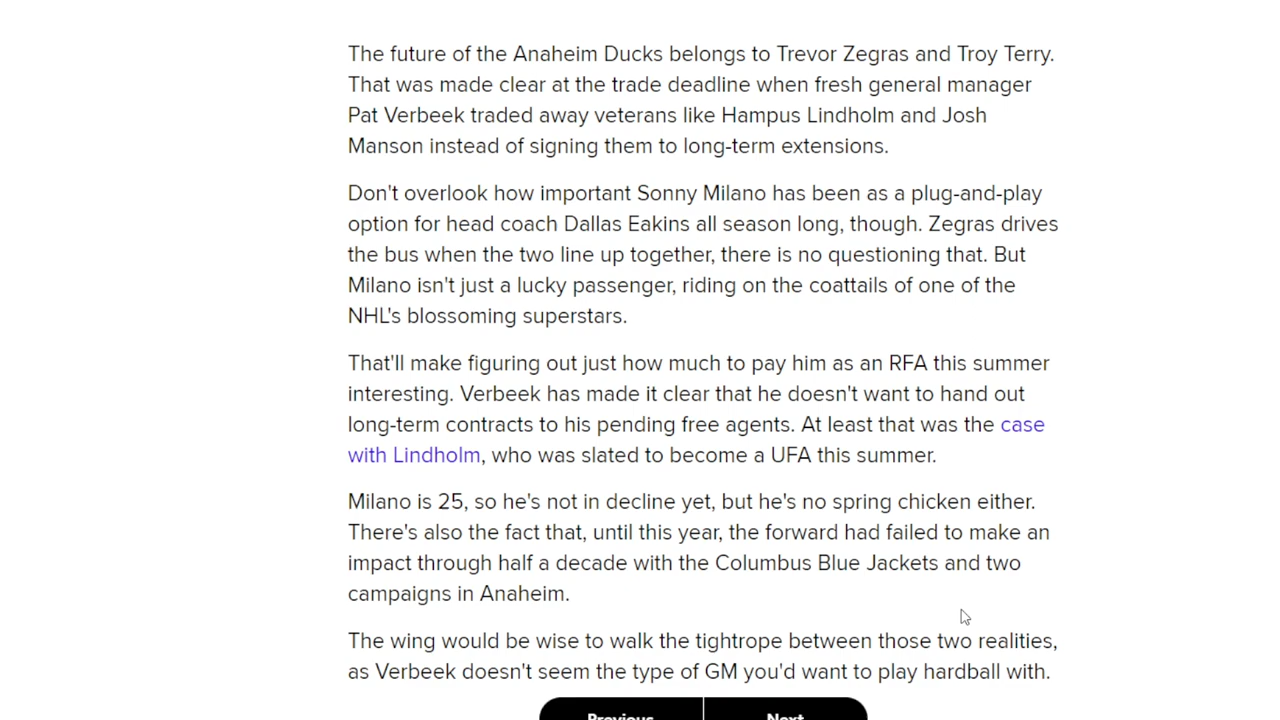 The future of the Anaheim Ducks belongs to Trevor Zegras and Troy Terry.
That was made clear at the trade deadline when fresh general manager
Pat Verbeek traded away veterans like Hampus Lindholm and Josh
Manson instead of signing them to long-term extensions.
Don't overlook how important Sonny Milano has been as a plug-and-play
option for head coach Dallas Eakins all season long, though. Zegras drives
the bus when the two line up together, there is no questioning that. But
Milano isn't just a lucky passenger, riding on the coattails of one of the
NHL's blossoming superstars.
That'll make figuring out just how much to pay him as an RFA this summer
interesting. Verbeek has made it clear that he doesn't want to hand out
long-term contracts to his pending free agents. At least that was the case
with Lindholm, who was slated to become a UFA this summer.
Milano is 25, so he's not in decline yet, but he's no spring chicken either.
There's also the fact that, until this year, the forward had failed to make an
impact through half a decade with the Columbus Blue Jackets and two
campaigns in Anaheim.
The wing would be wise to walk the tightrope between those two realities,
as Verbeek doesn't seem the type of GM you'd want to play hardball with.
Previous Next